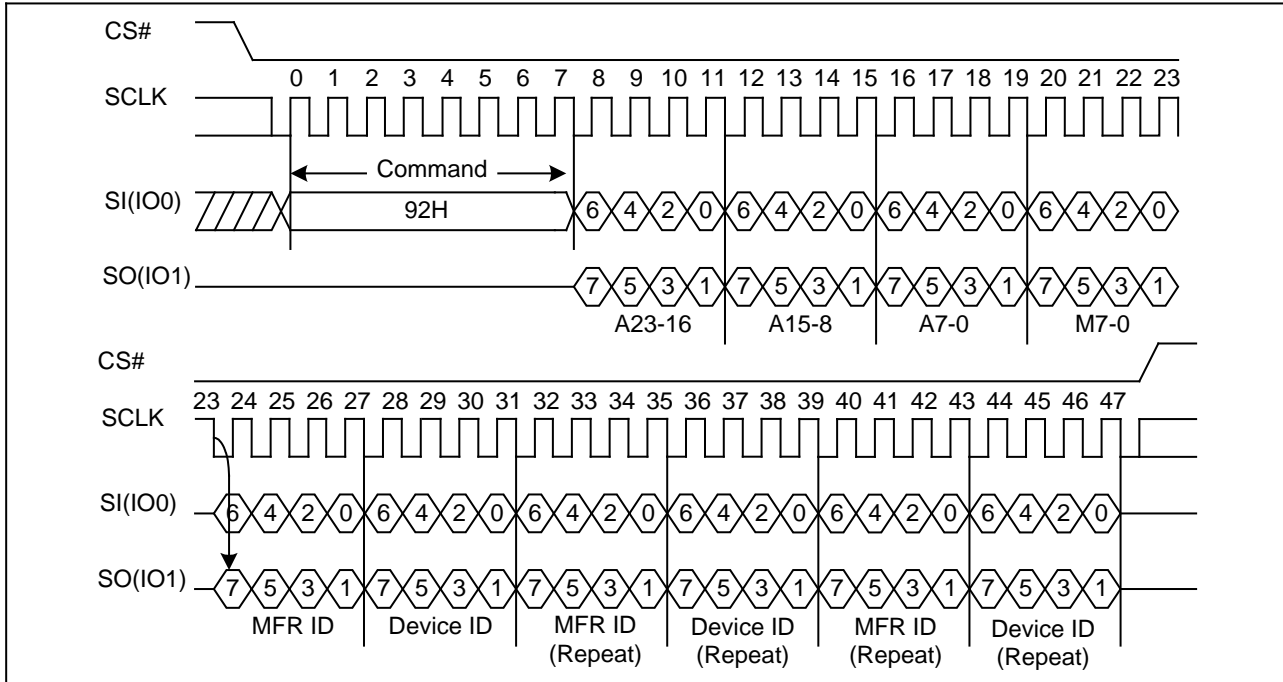 CS#
0 1 2 3 4 5 6 7 8 9 10 11 12 13 14 15 16 17 18 19 20 21 22 23
SCLK
Command
SI(IO0) 92H 6 4 2 0 6 4 2 0 6 4 2 0 6 4 2 0
SO(IO1) 7 5 3 1 7 5 3 1 7 5 3 1 7 5 3 1
A23-16 A15-8 A7-0 M7-0
CS#
23 24 25 26 27 28 29 30 31 32 33 34 35 36 37 38 39 40 41 42 43 44 45 46 47
SCLK
SI(IO0) 6 4 2 0 6 4 2 0 6 4 2 0 6 4 2 0 6 4 2 0 6 4 2 0
SO(IO1) 7 5 3 1 7 5 3 1 7 5 3 1 7 5 3 1 7 5 3 1 7 5 3 1
MFR ID Device ID MFR ID Device ID MFR ID Device ID
(Repeat) (Repeat) (Repeat) (Repeat)